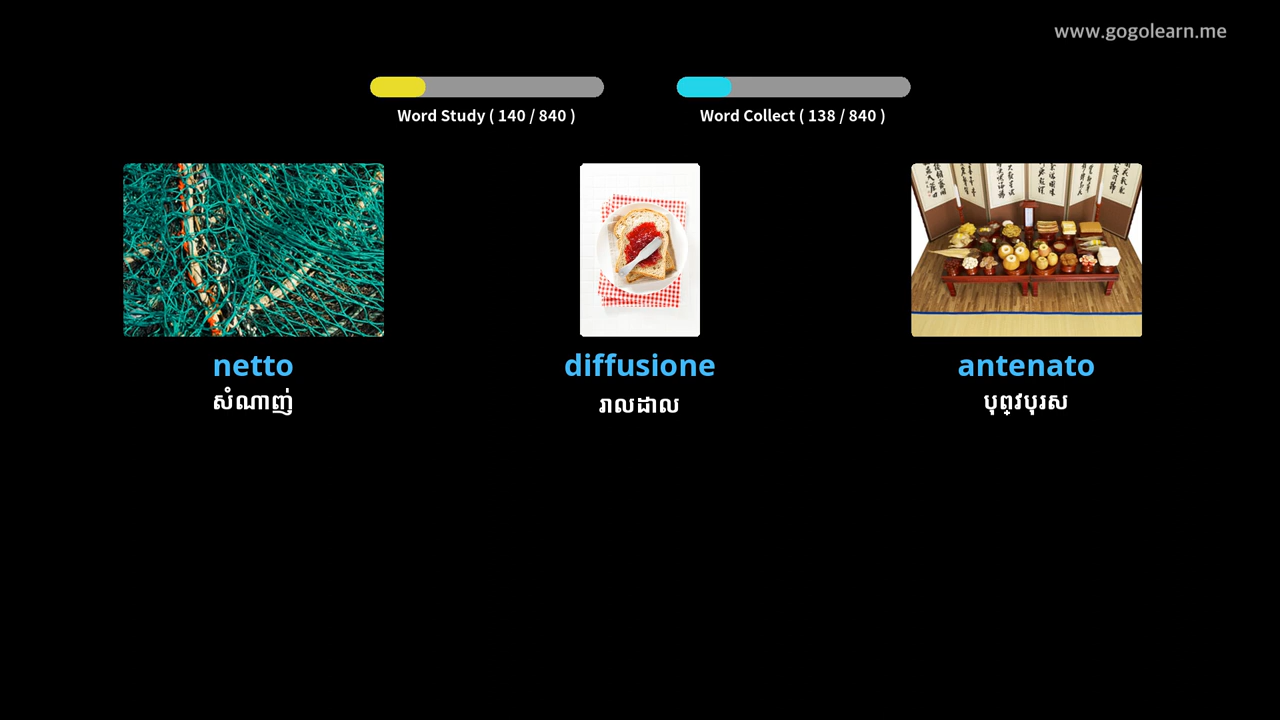 www.gogolearn.me
Word Study ( 140 / 840 )
Word Collect ( 138 / 840 )
netto
diffusione
antenato
សំណាញ់
រាលដាល
បុព្វបុរស